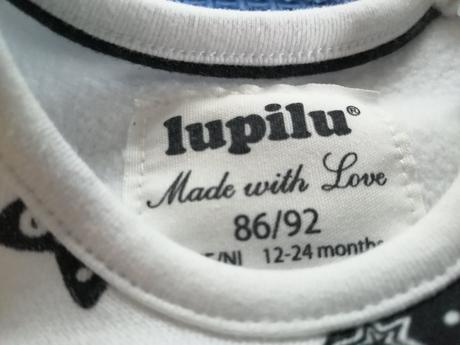 lupilu®
Made with Love
86/92
12-24 months